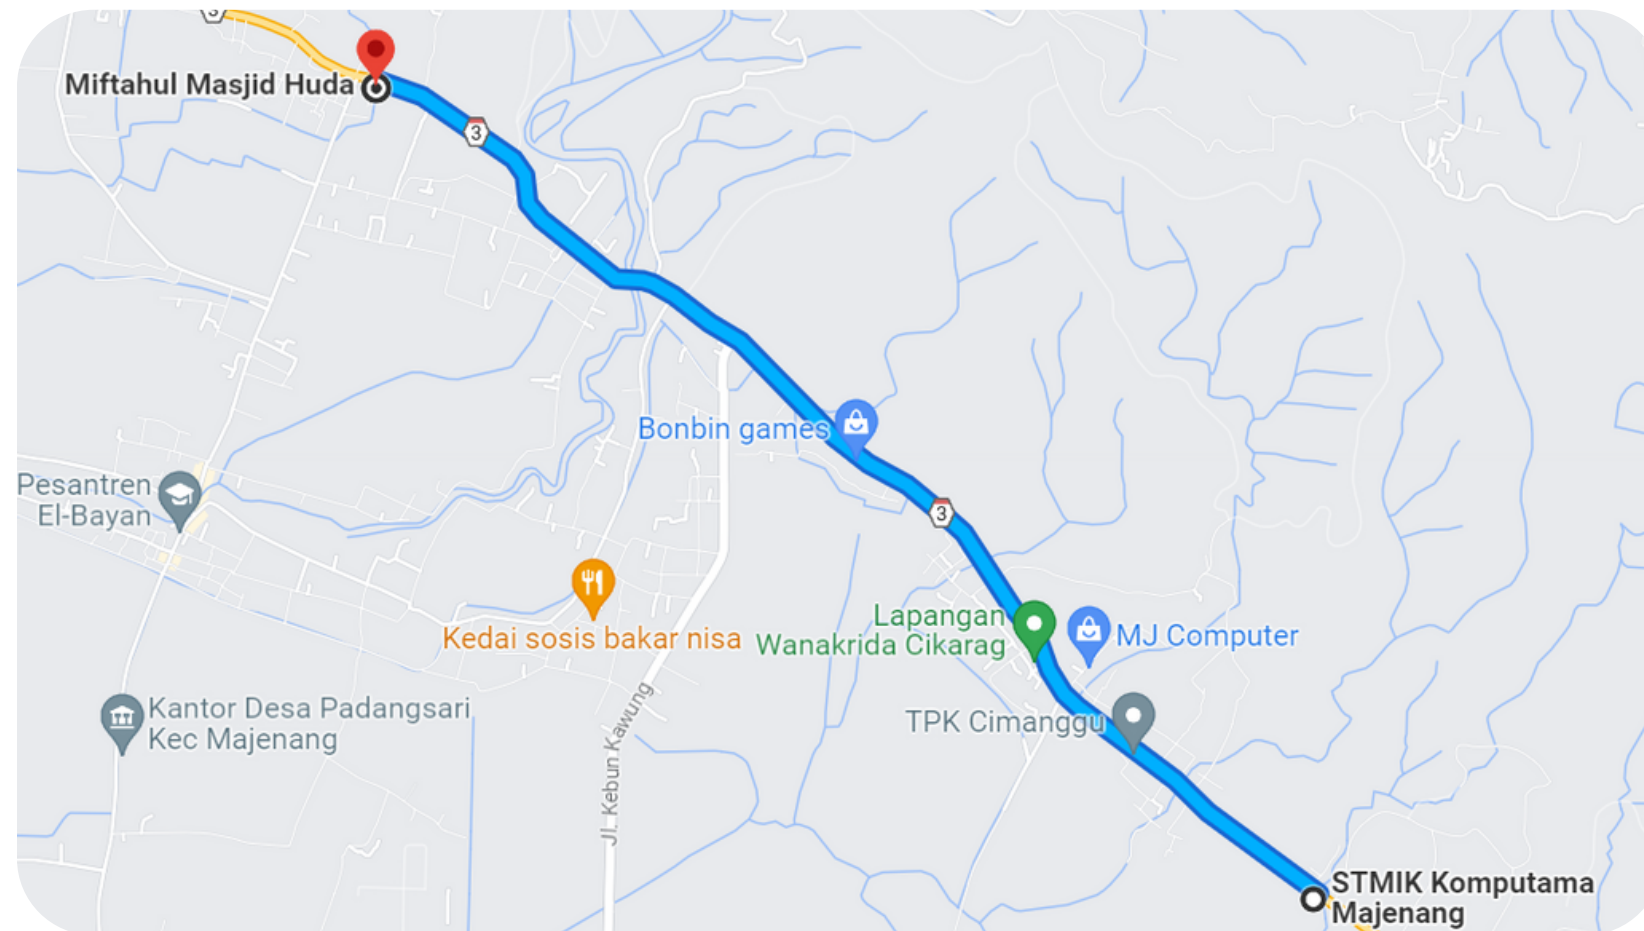 3
Miftahul Masjid Huda
3
Bonbin games
Pesantren
El-Bayan
3
Kedai sosis bakar nisa
Lapangan
Wanakrida Cikarag
MJ Computer
Kantor Desa Padangsari
Kec Majenang
TPK Cimanggu
Jl. Kebun Kawung
STMIK Komputama
Majenang